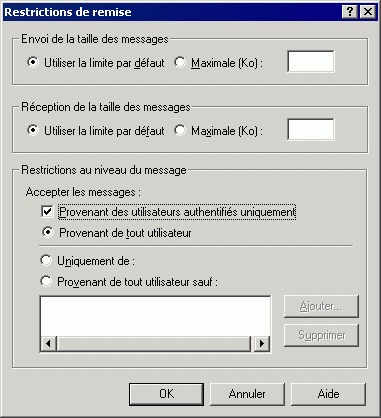 Restrictions de remise
Envoi de la taille des messages
Utiliser la limite par défaut Maximale (Ko) :
Réception de la taille des messages
Utiliser la limite par défaut Maximale (Ko) :
Restrictions au niveau du message
Accepter les messages :
Provenant des utilisateurs authentifiés uniquement
Provenant de tout utilisateur
Uniquement de :
Provenant de tout utilisateur sauf :
Ajouter...
Supprimer
OK Annuler Aide